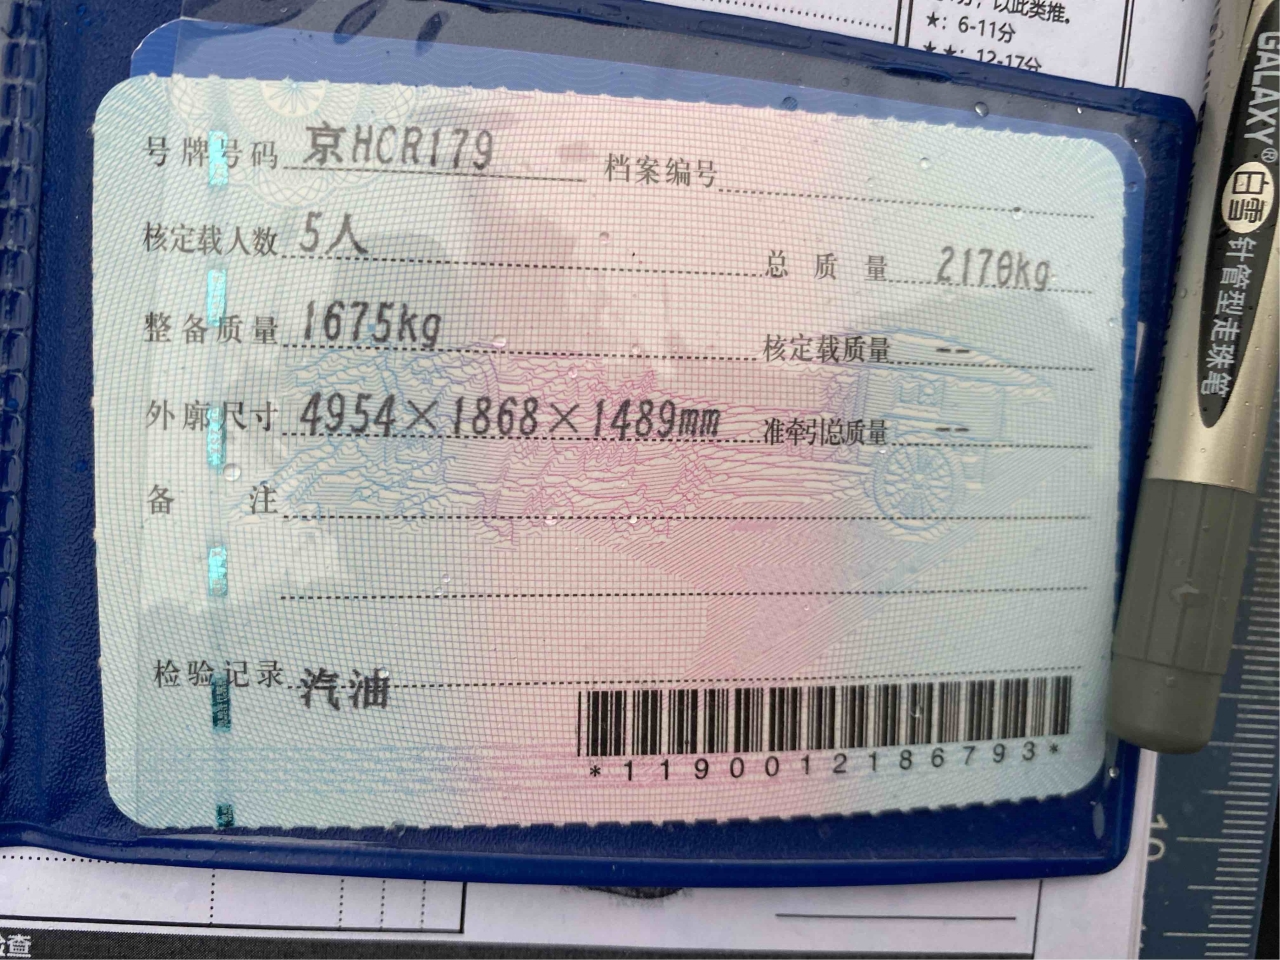 以此类推。
★：6-11分
★★：12-17分
号牌号码 京HCR179 档案编号
核定载人数 5人 总质量 2170kg
整备质量 1675kg 核定载质量 --
外廓尺寸 4954×1868×1489mm 准牵引总质量 --
备注
检验记录 汽油
*1190012186793*
GALAXY®
白雪 针管型走珠笔
10
查